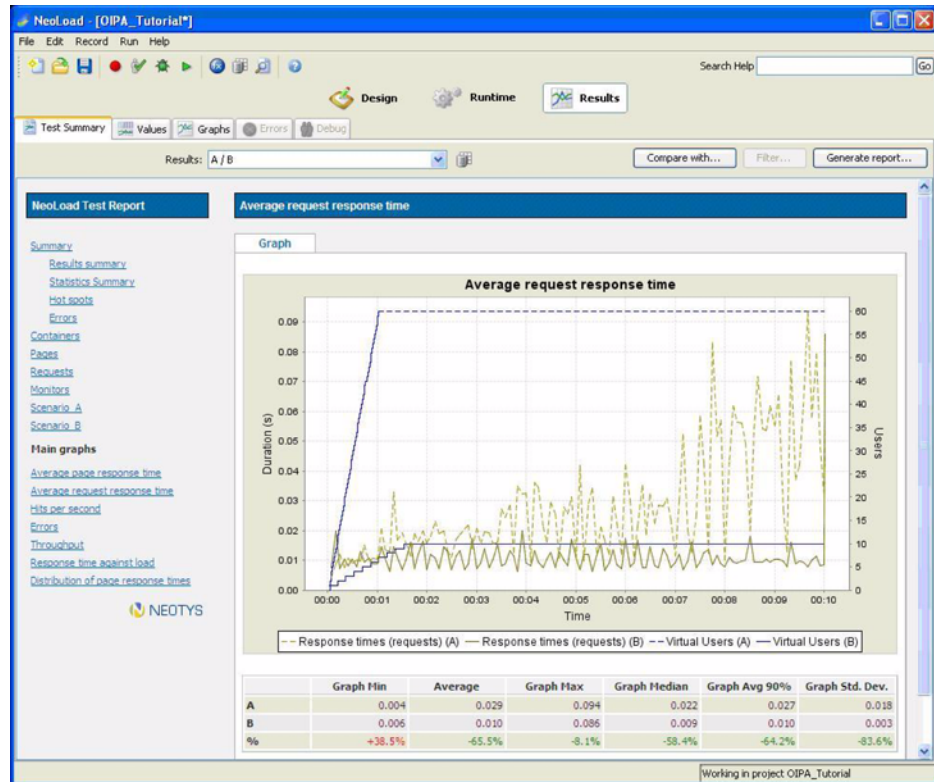 NeoLoad - [OIPA_Tutorial*]
File Edit Record Run Help
Search Help Go
Design Runtime Results
Test Summary Values Graphs Errors Debug
Results: A / B Compare with... Filter... Generate report...
NeoLoad Test Report
Summary
Results summary
Statistics Summary
Hot spots
Errors
Containers
Pages
Requests
Monitors
Scenario A
Scenario B
Main graphs
Average page response time
Average request response time
Hits per second
Errors
Throughput
Response time against load
Distribution of page response times
NEOTYS
Average request response time
Graph
Average request response time
0.09
0.08
0.07
0.06
0.05
0.04
0.03
0.02
0.01
0.00
Duration (s)
60
55
50
45
40
35
30
25
20
15
10
5
0
Users
00:00 00:01 00:02 00:03 00:04 00:05 00:06 00:07 00:08 00:09 00:10
Time
Response times (requests) (A) Response times (requests) (B) Virtual Users (A) Virtual Users (B)
Graph Min Average Graph Max Graph Median Graph Avg 90% Graph Std. Dev.
A 0.004 0.029 0.094 0.022 0.027 0.018
B 0.006 0.010 0.086 0.009 0.010 0.003
% +38.5% -65.5% -8.1% -58.4% -64.2% -83.6%
Working in project OIPA_Tutorial